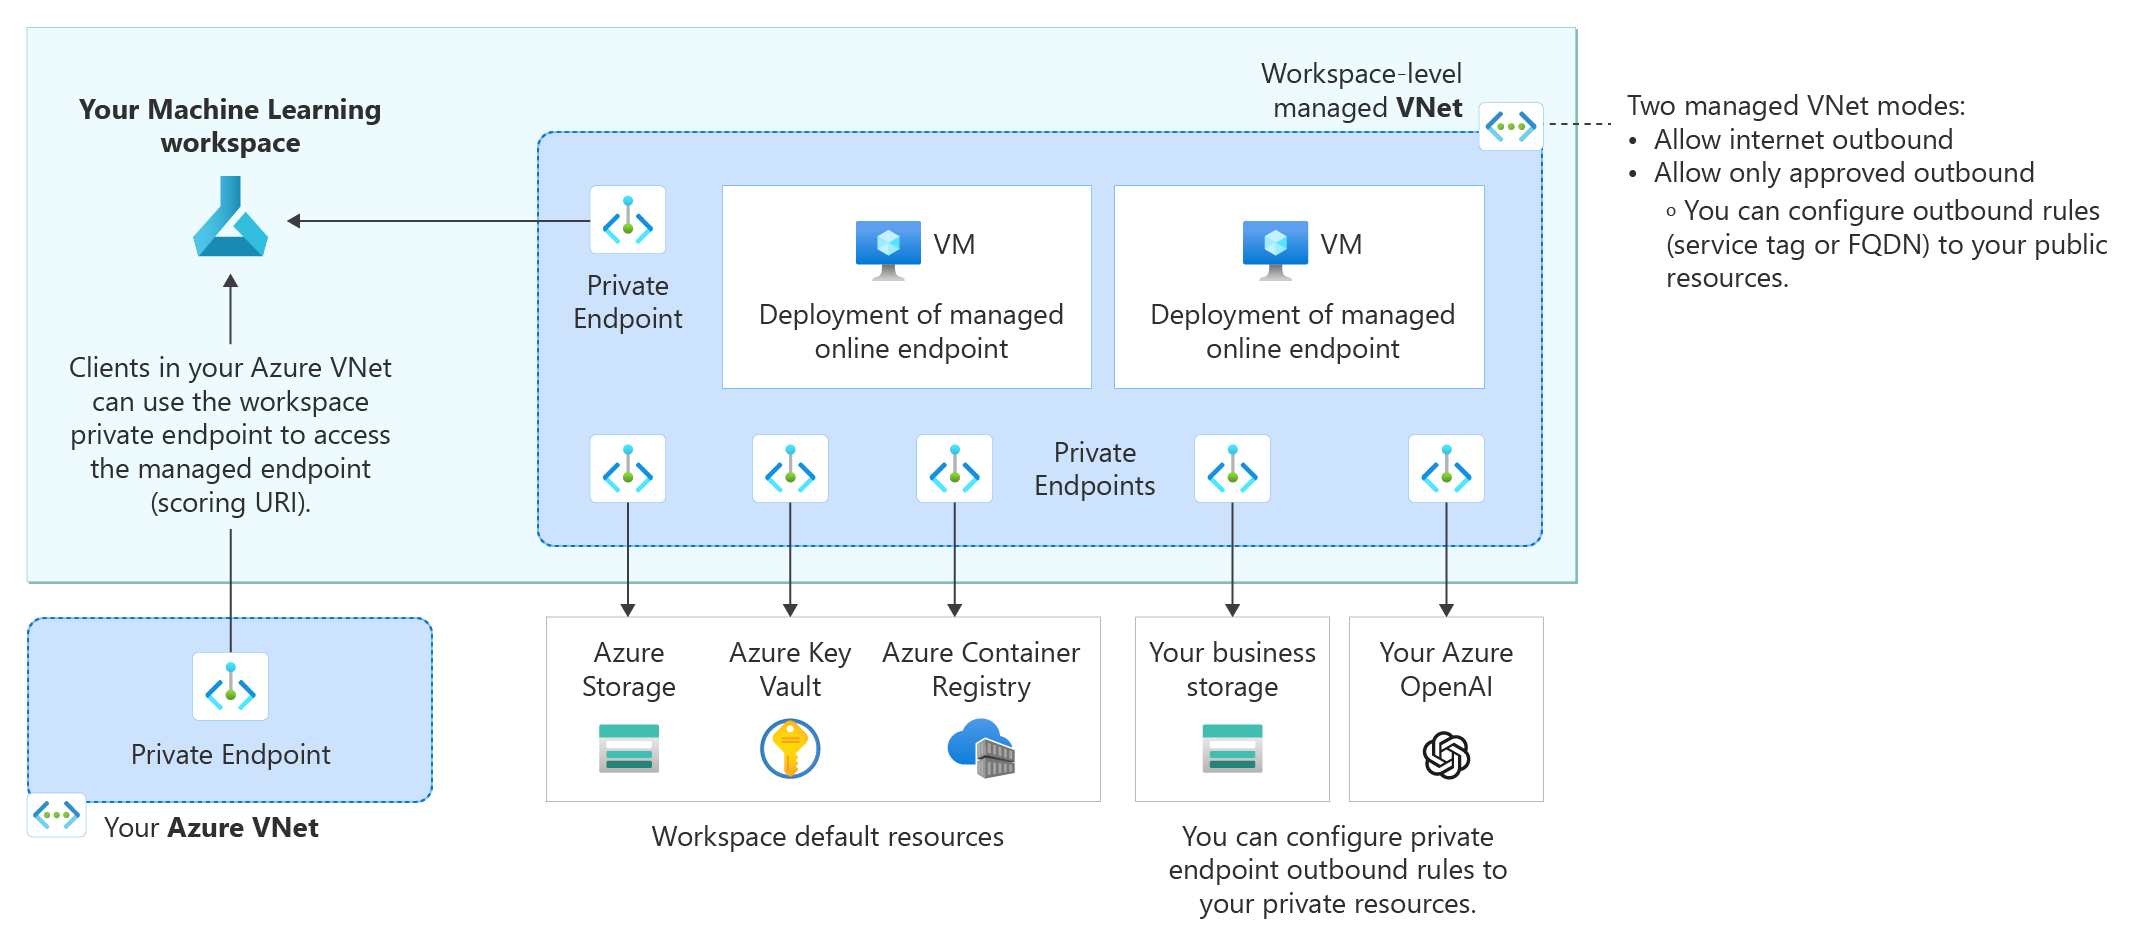 Workspace-level
managed VNet
Your Machine Learning
workspace
Two managed VNet modes:
• Allow internet outbound
• Allow only approved outbound
o You can configure outbound rules
(service tag or FQDN) to your public
resources.
Private
Endpoint
VM
Deployment of managed
online endpoint
VM
Deployment of managed
online endpoint
Clients in your Azure VNet
can use the workspace
private endpoint to access
the managed endpoint
(scoring URI).
Private
Endpoints
Private Endpoint
Your Azure VNet
Azure
Storage
Azure Key
Vault
Azure Container
Registry
Workspace default resources
Your business
storage
Your Azure
OpenAI
You can configure private
endpoint outbound rules to
your private resources.